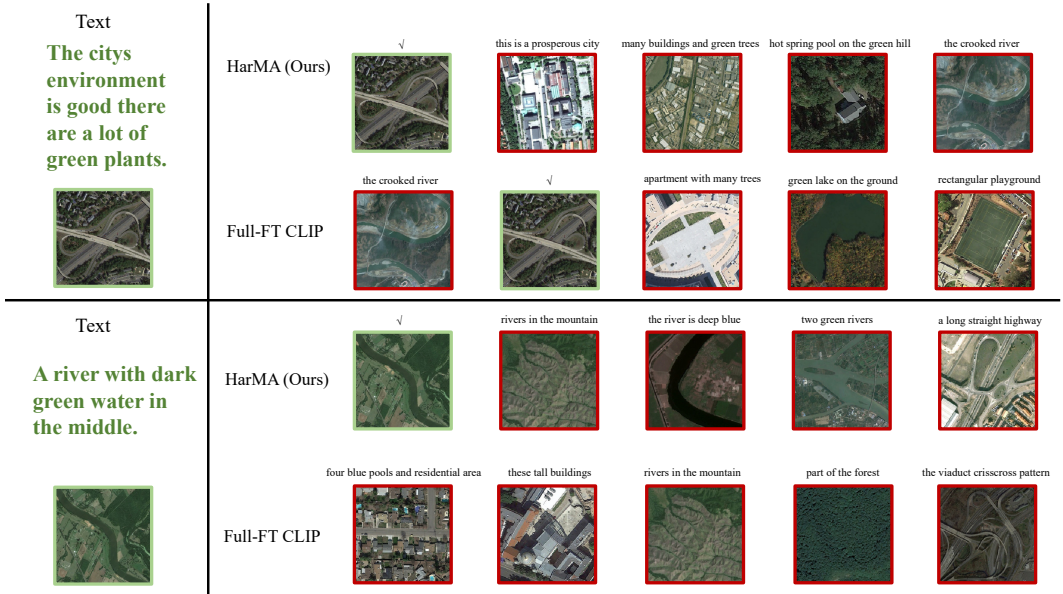 Text
The citys
environment
is good there
are a lot of
green plants.
HarMA (Ours)
√
this is a prosperous city
many buildings and green trees
hot spring pool on the green hill
the crooked river
Full-FT CLIP
the crooked river
√
apartment with many trees
green lake on the ground
rectangular playground
Text
A river with dark
green water in
the middle.
HarMA (Ours)
√
rivers in the mountain
the river is deep blue
two green rivers
a long straight highway
Full-FT CLIP
four blue pools and residential area
these tall buildings
rivers in the mountain
part of the forest
the viaduct crisscross pattern